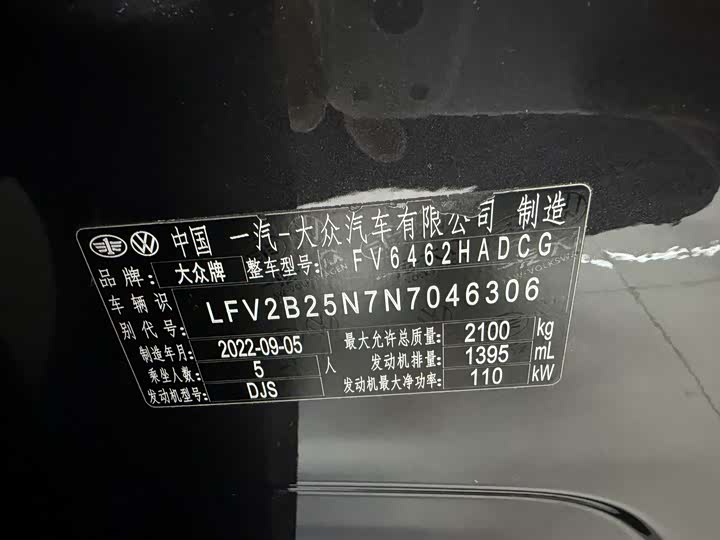 中国 一汽-大众汽车有限公司 制造
品牌: 大众牌 整车型号: FV6462HADCG
车辆识别代号: LFV2B25N7N7046306
制造年月: 2022-09-05 最大允许总质量: 2100 kg
乘坐人数: 5 人 发动机排量: 1395 mL
发动机型号: DJS 发动机最大净功率: 110 kW